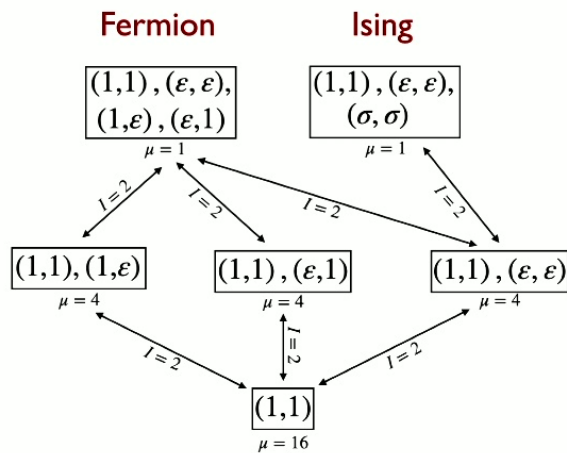 Fermion
Ising
(1,1) , (ε, ε),
(1,ε) , (ε,1)
μ = 1
(1,1) , (ε, ε),
(σ, σ)
μ = 1
I = 2
I = 2
I = 2
I = 2
(1,1), (1,ε)
μ = 4
(1,1) , (ε,1)
μ = 4
(1,1) , (ε, ε)
μ = 4
I = 2
I = 2
I = 2
(1,1)
μ = 16